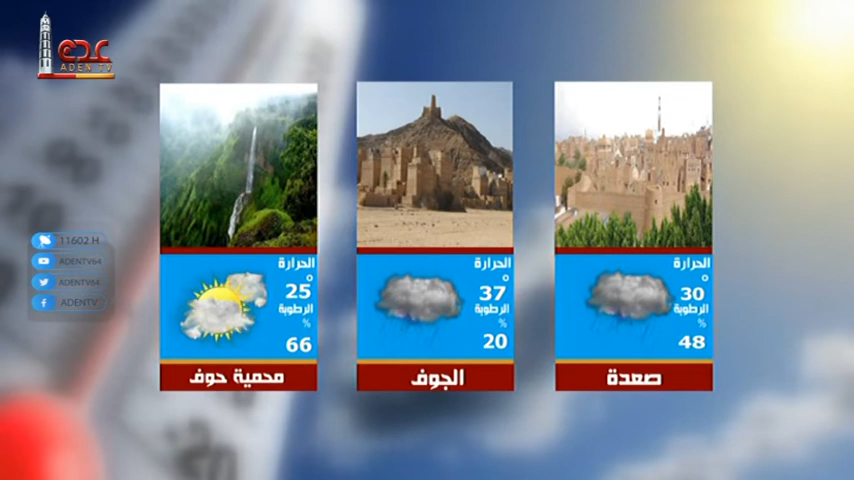 عدن
ADEN TV
11602 H
ADENTV64
ADENTV64
ADENTV
الحرارة
°
30
الرطوبة
%
48
صعدة
الحرارة
°
37
الرطوبة
%
20
الجوف
الحرارة
°
25
الرطوبة
%
66
محمية حوف